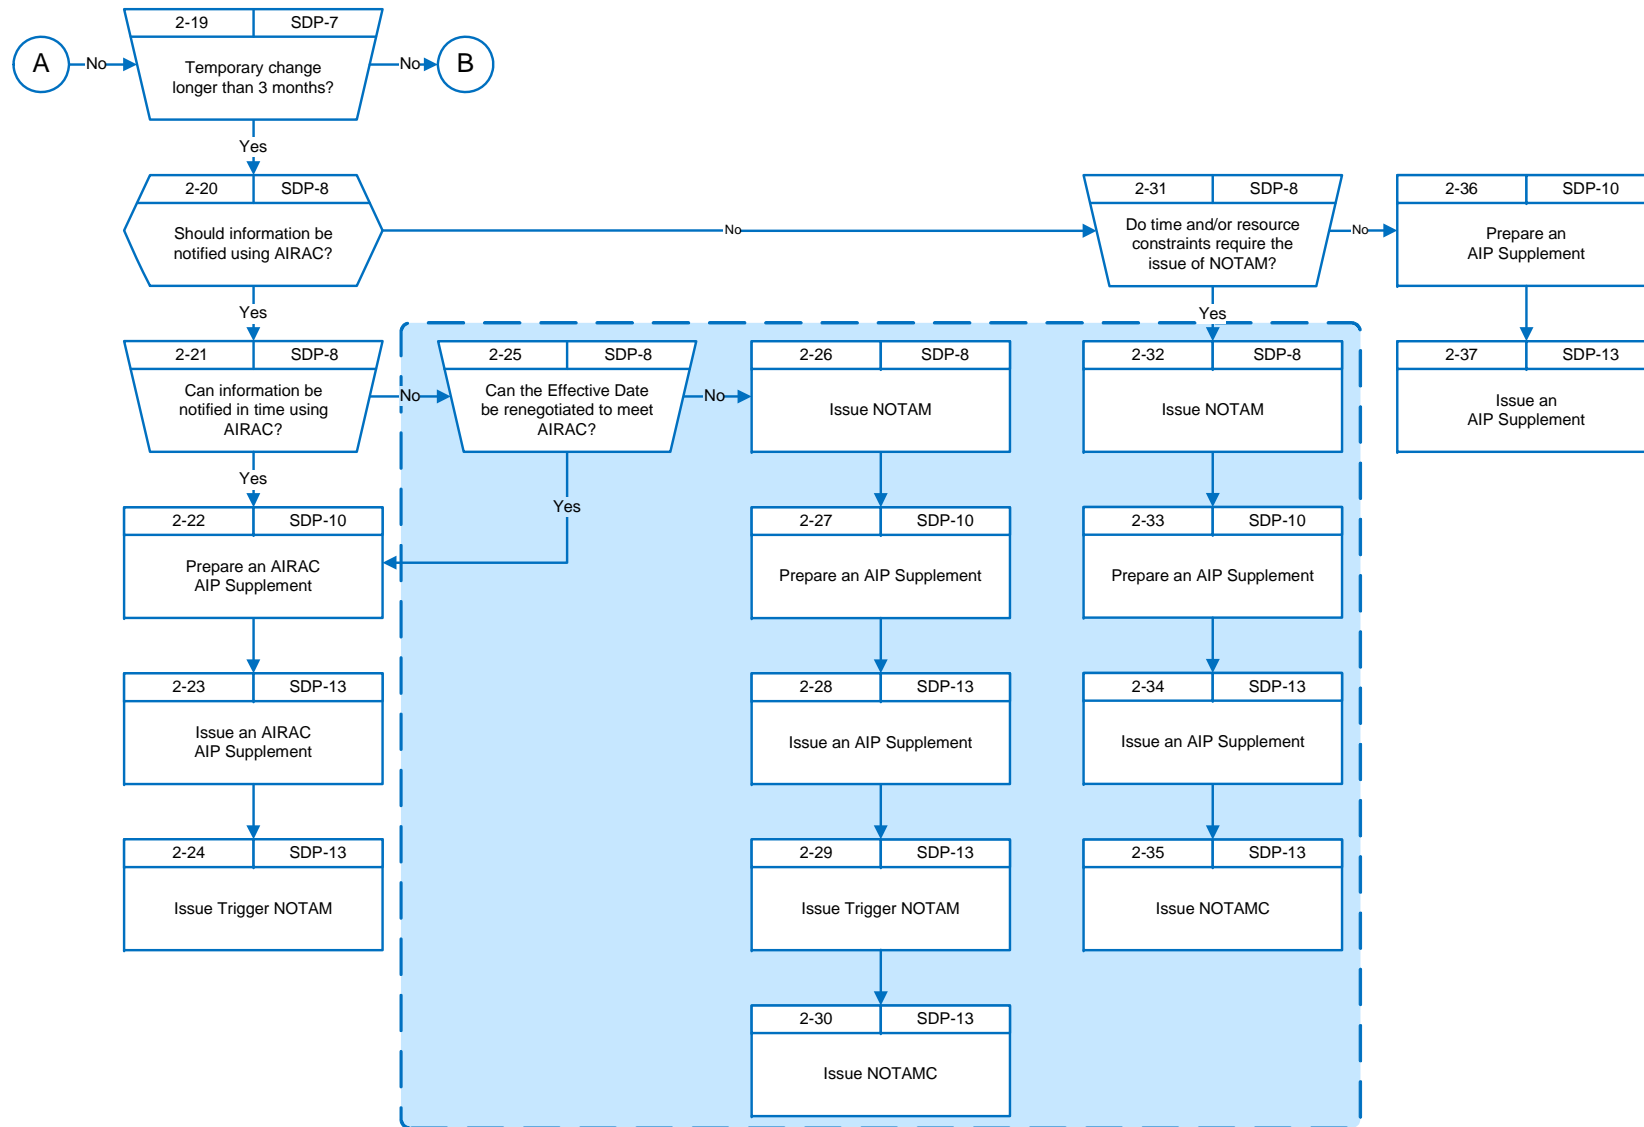 2-19 SDP-7
A No Temporary change No B
longer than 3 months?
Yes
2-20 SDP-8
Should information be
notified using AIRAC?
No
2-31 SDP-8
Do time and/or resource
constraints require the
issue of NOTAM?
No
2-36 SDP-10
Prepare an
AIP Supplement
Yes
Yes
2-21 SDP-8
Can information be
notified in time using
AIRAC?
No
2-25 SDP-8
Can the Effective Date
be renegotiated to meet
AIRAC?
No
2-26 SDP-8
Issue NOTAM
2-32 SDP-8
Issue NOTAM
2-37 SDP-13
Issue an
AIP Supplement
Yes
Yes
2-22 SDP-10
Prepare an AIRAC
AIP Supplement
2-27 SDP-10
Prepare an AIP Supplement
2-33 SDP-10
Prepare an AIP Supplement
2-23 SDP-13
Issue an AIRAC
AIP Supplement
2-28 SDP-13
Issue an AIP Supplement
2-34 SDP-13
Issue an AIP Supplement
2-24 SDP-13
Issue Trigger NOTAM
2-29 SDP-13
Issue Trigger NOTAM
2-35 SDP-13
Issue NOTAMC
2-30 SDP-13
Issue NOTAMC